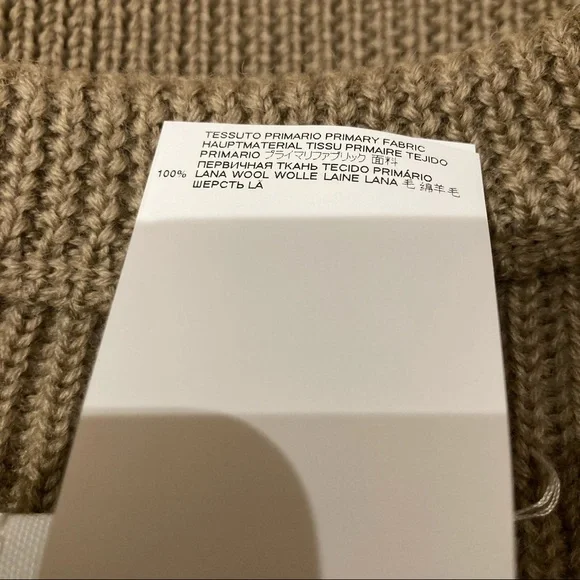 TESSUTO PRIMARIO PRIMARY FABRIC
HAUPTMATERIAL TISSU PRIMAIRE TEJIDO
PRIMARIO プライマリファブリック 面料
ПЕРВИЧНАЯ ТКАНЬ TECIDO PRIMÁRIO
100% LANA WOOL WOLLE LAINE LANA 毛 綿羊毛
ШЕРСТЬ LÃ